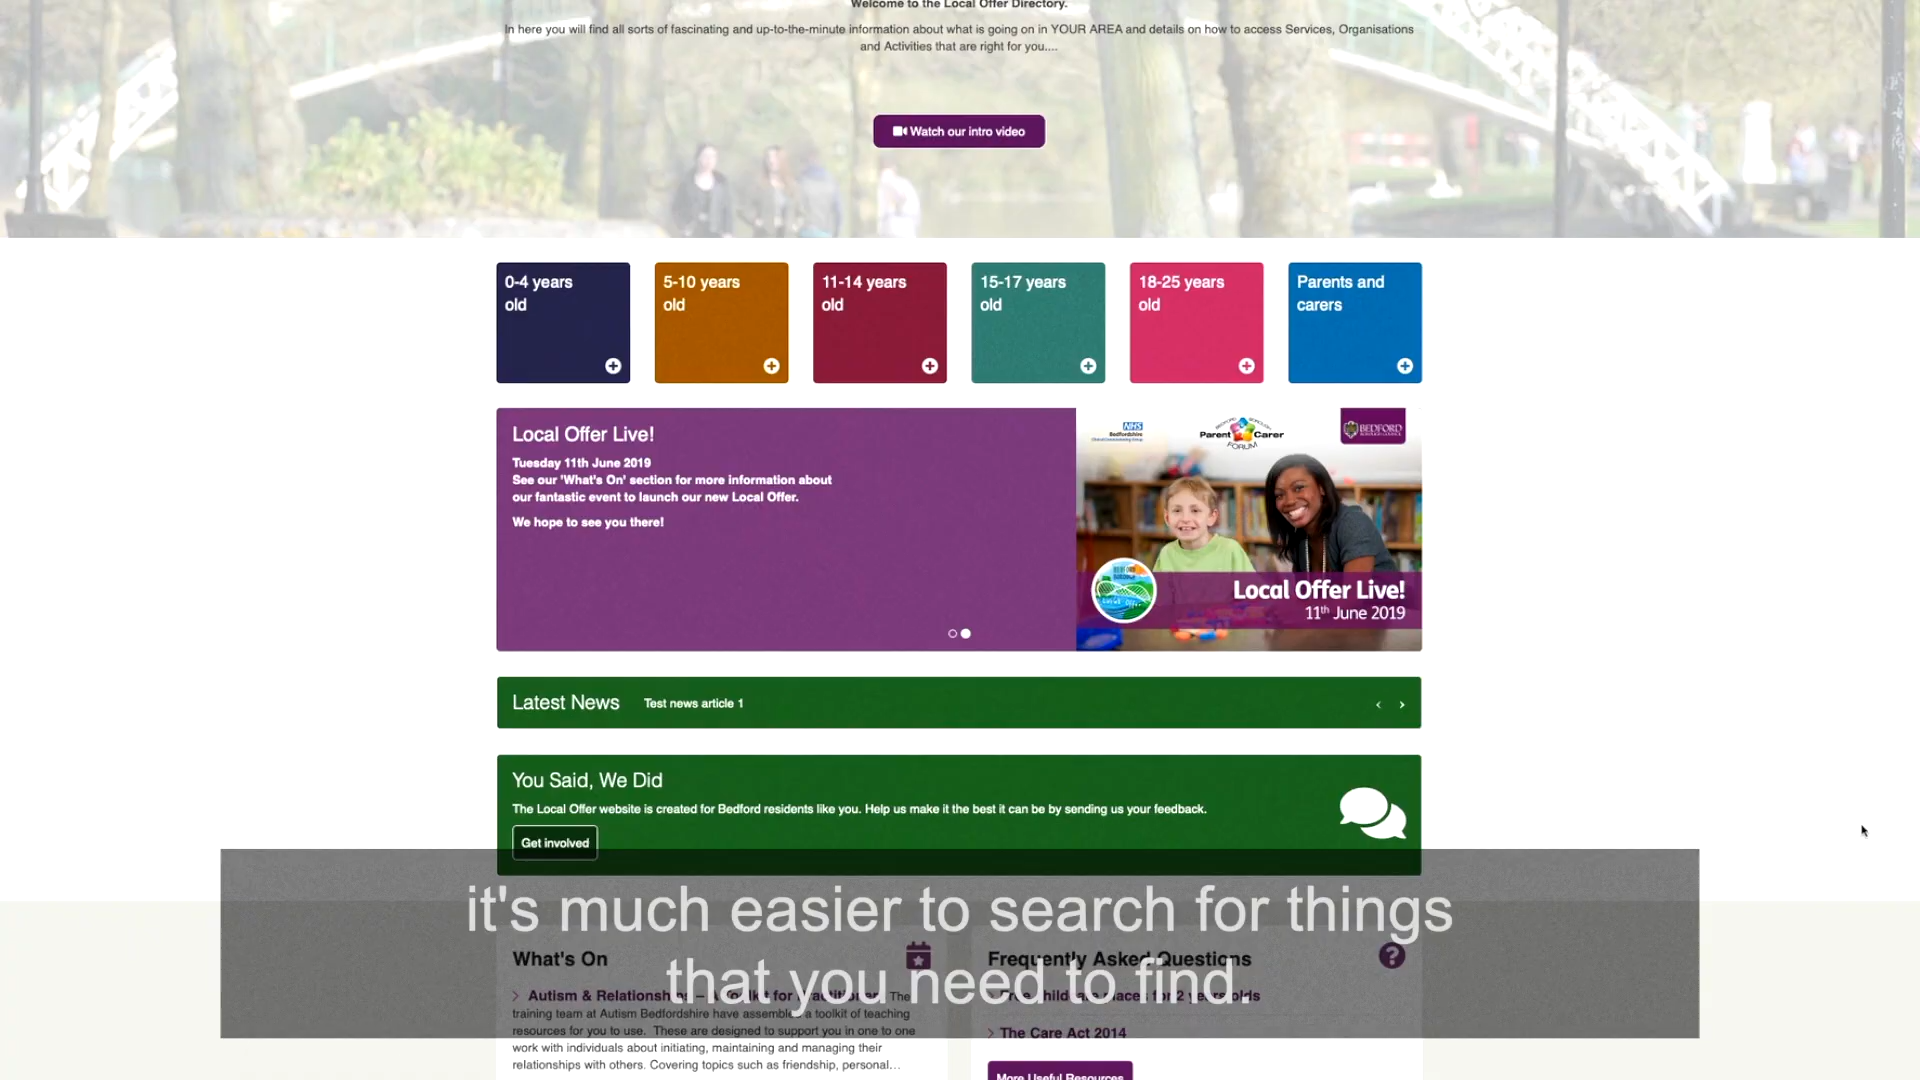 Welcome to the Local Offer Directory.
In here you will find all sorts of fascinating and up-to-the-minute information about what is going on in YOUR AREA and details on how to access Services, Organisations
and Activities that are right for you....
Watch our intro video
0-4 years
old
5-10 years
old
11-14 years
old
15-17 years
old
18-25 years
old
Parents and
carers
Local Offer Live!
Tuesday 11th June 2019
See our 'What's On' section for more information about
our fantastic event to launch our new Local Offer.
We hope to see you there!
NHS
Bedfordshire
Parent Carer
FORUM
BEDFORD
Local Offer Live!
11th June 2019
Latest News
Test news article 1
You Said, We Did
The Local Offer website is created for Bedford residents like you. Help us make it the best it can be by sending us your feedback.
Get involved
it's much easier to search for things
that you need to find.
What's On
Autism & Relationships – A Toolkit for Practitioners The
training team at Autism Bedfordshire have assembled a toolkit of teaching
resources for you to use. These are designed to support you in one to one
work with individuals about initiating, maintaining and managing their
relationships with others. Covering topics such as friendship, personal...
Frequently Asked Questions
Free childcare places for 2 year olds
The Care Act 2014
More Useful Resources